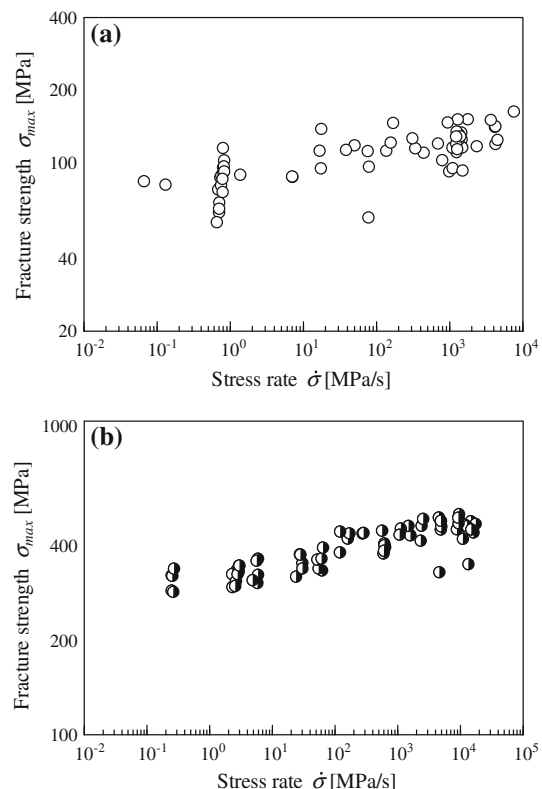 (a)
Fracture strength σmax [MPa]
400
200
100
40
20
10⁻² 10⁻¹ 10⁰ 10¹ 10² 10³ 10⁴
Stress rate σ̇ [MPa/s]
(b)
Fracture strength σmax [MPa]
1000
400
200
100
10⁻² 10⁻¹ 10⁰ 10¹ 10² 10³ 10⁴ 10⁵
Stress rate σ̇ [MPa/s]